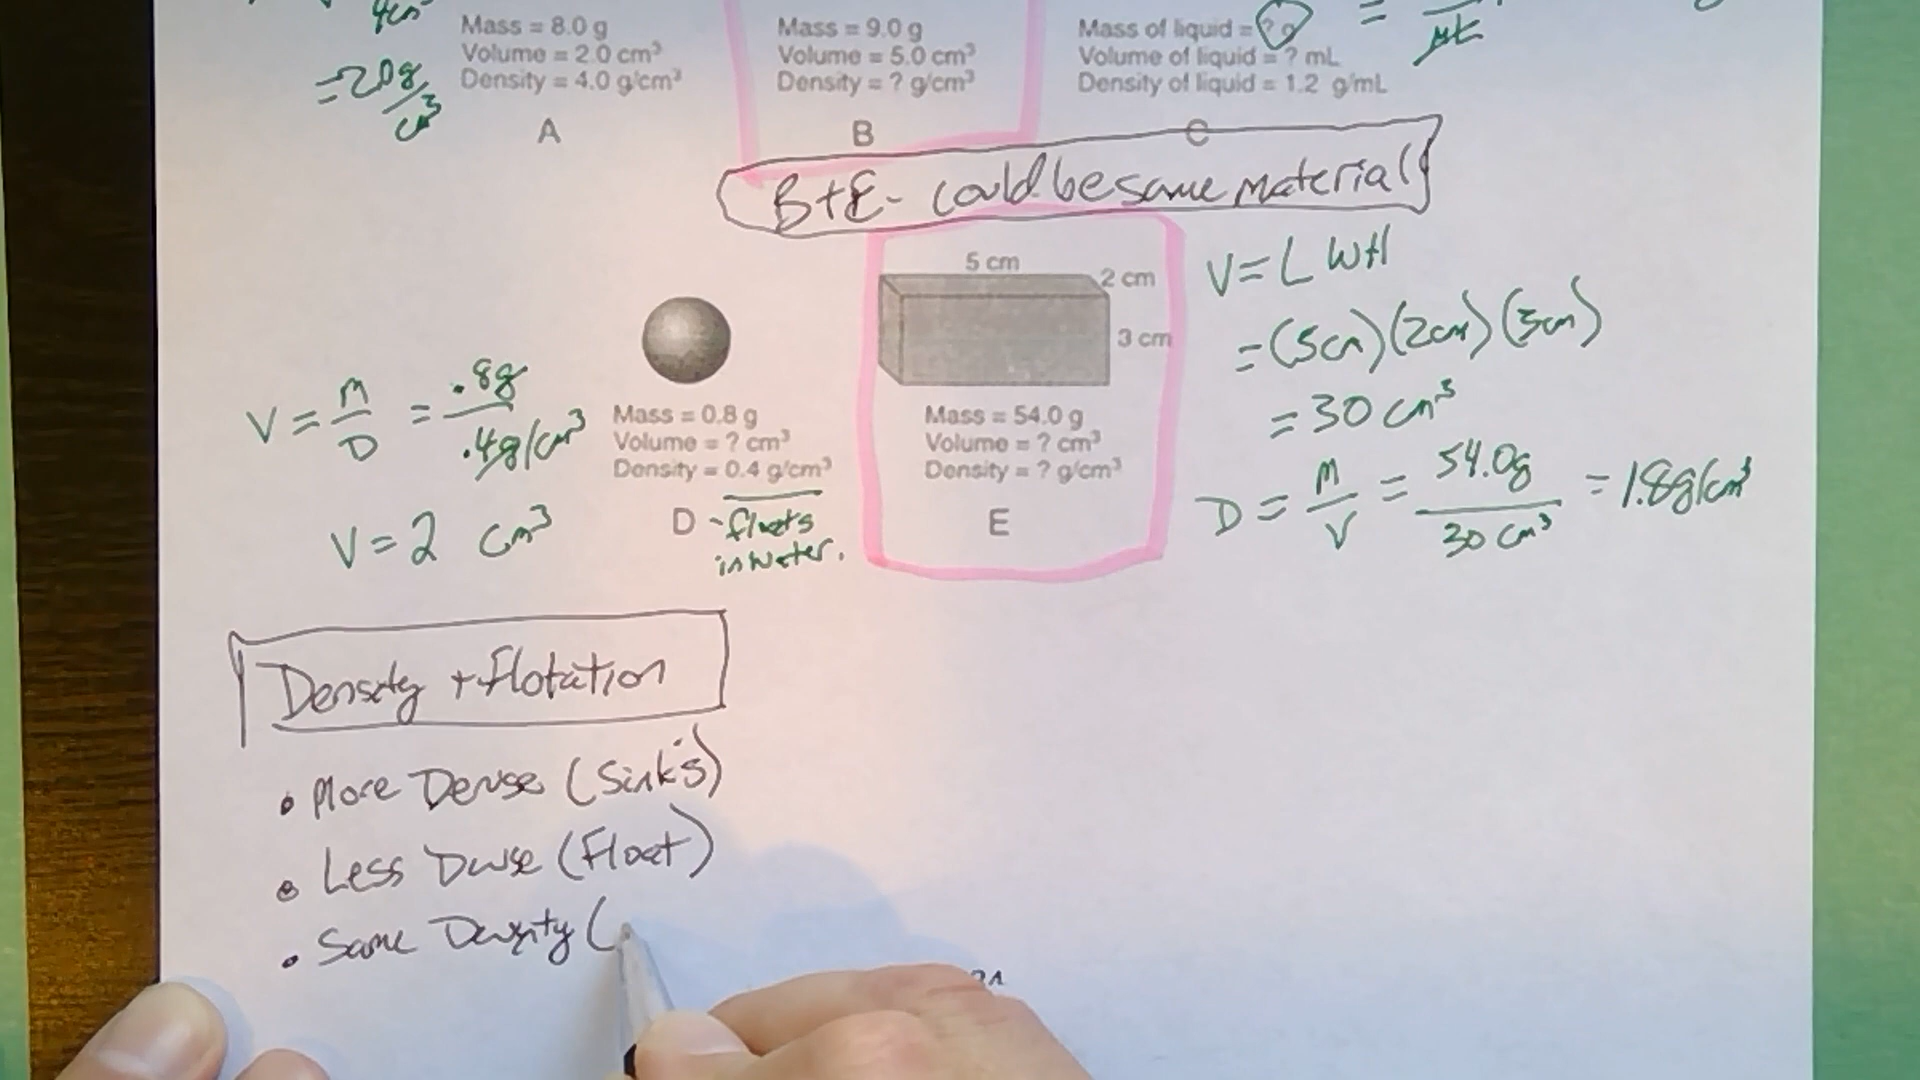 4cm³
=20g/cm³
Mass = 8.0 g
Volume = 2.0 cm³
Density = 4.0 g/cm³
A
Mass = 9.0 g
Volume = 5.0 cm³
Density = ? g/cm³
B
Mass of liquid = ? g
Volume of liquid = ? mL
Density of liquid = 1.2 g/mL
C
=
B+E- could be same material
V = M/D = .8g/.4g/cm³
V = 2 cm³
Mass = 0.8 g
Volume = ? cm³
Density = 0.4 g/cm³
D - floats
in water.
5 cm
2 cm
3 cm
Mass = 54.0 g
Volume = ? cm³
Density = ? g/cm³
E
V = L W H
= (5cm)(2cm)(3cm)
= 30 cm³
D = M/V = 54.0g/30 cm³ = 1.8g/cm³
Density + Flotation
• More Dense (Sinks)
• Less Dense (Float)
• Same Density (